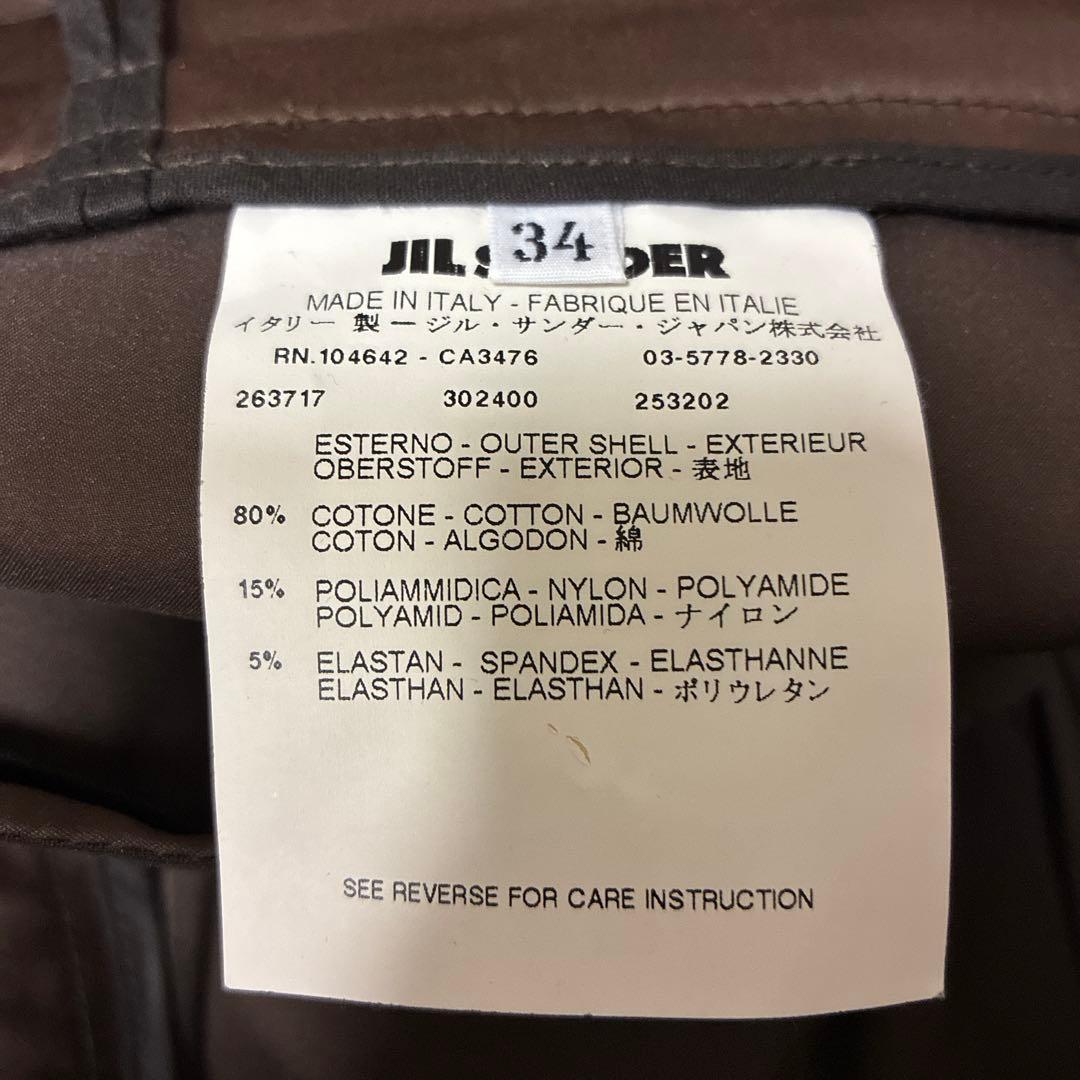 34
JIL S DER
MADE IN ITALY - FABRIQUE EN ITALIE
イタリー 製 ー ジル・サンダー・ジャパン株式会社
RN.104642 - CA3476 03-5778-2330
263717 302400 253202
ESTERNO - OUTER SHELL - EXTERIEUR
OBERSTOFF - EXTERIOR - 表地
80% COTONE - COTTON - BAUMWOLLE
COTON - ALGODON - 綿
15% POLIAMMIDICA - NYLON - POLYAMIDE
POLYAMID - POLIAMIDA - ナイロン
5% ELASTAN - SPANDEX - ELASTHANNE
ELASTHAN - ELASTHAN - ポリウレタン
SEE REVERSE FOR CARE INSTRUCTION